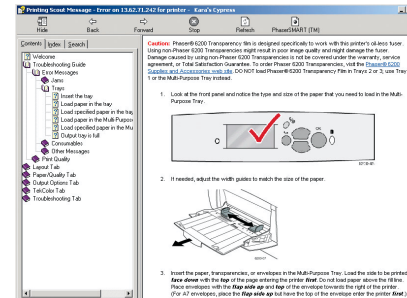 Printing Scout Message - Error on 13.62.71.242 for printer - Kara's Cypress
Hide
Back
Forward
Stop
Refresh
PhaserSMART (TM)
Contents
Index
Search
Welcome
Troubleshooting Guide
Error Messages
Jams
Trays
Insert the tray
Load paper in the tray
Load specified paper in the tray
Load paper in the Multi-Purpos
Load specified paper in the Mu
Output tray is full
Consumables
Other Messages
Print Quality
Layout Tab
Paper/Quality Tab
Output Options Tab
TekColor Tab
Troubleshooting Tab
Caution: Phaser® 6200 Transparency film is designed specifically to work with this printer's oil-less fuser.
Using non-Phaser 6200 Transparencies might result in poor image quality and might damage the fuser.
Damage caused by using non-Phaser 6200 Transparencies is not be covered under the warranty, service
agreement, or Total Satisfaction Guarantee. To order Phaser 6200 Transparencies, visit the Phaser® 6200
Supplies and Accessories web site. DO NOT load Phaser® 6200 Transparency Film in Trays 2 or 3; use Tray
1 or the Multi-Purpose Tray instead.
1. Look at the front panel and notice the type and size of the paper that you need to load in the Multi-
Purpose Tray.
OK
2. If needed, adjust the width guides to match the size of the paper.
3. Insert the paper, transparencies, or envelopes in the Multi-Purpose Tray. Load the side to be printed
face down with the top of the page entering the printer first. Do not load paper above the fill line.
Place envelopes with the flap side up and top of the envelope towards the right of the printer.
(For A7 envelopes, place the flap side up but have the top of the envelope enter the printer first.)